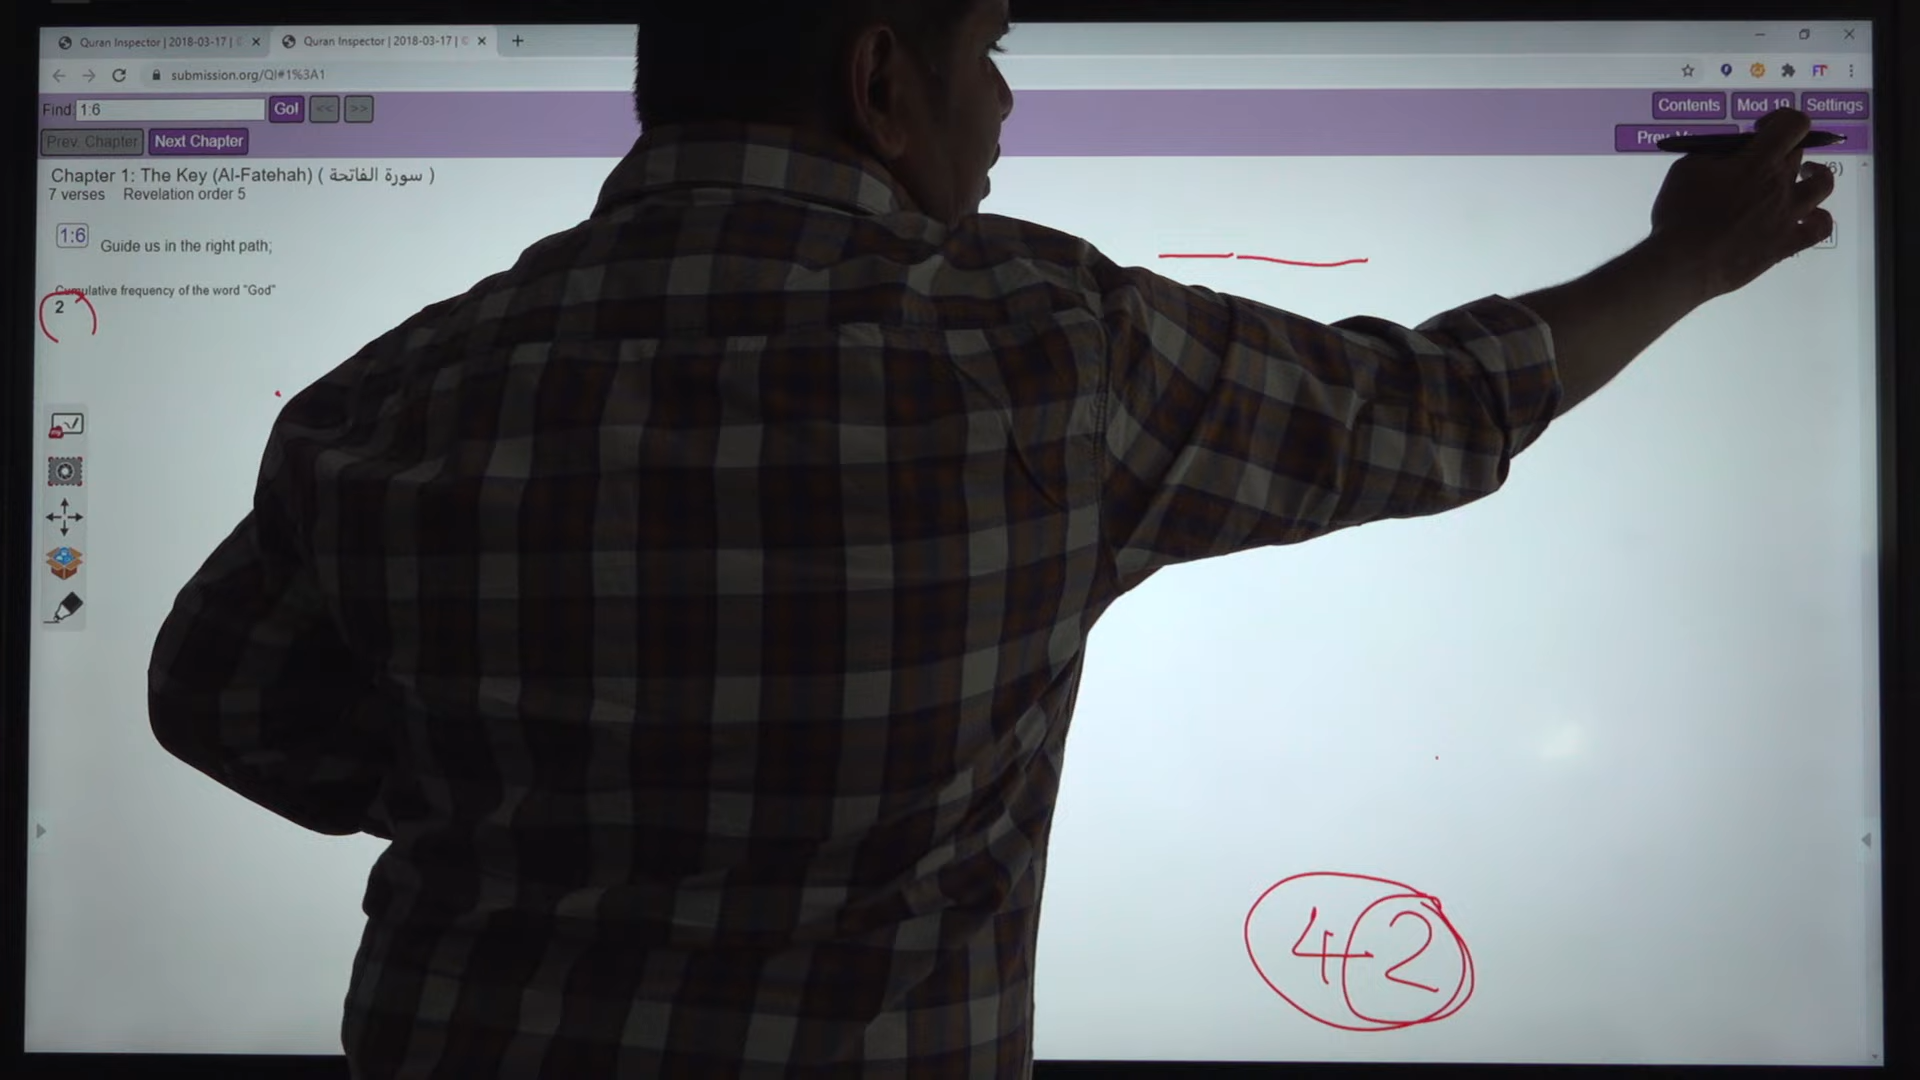 Quran Inspector | 2018-03-17 | ©
Quran Inspector | 2018-03-17 | ©
submission.org/QI#1%3A1
Find: 1:6 Go! << >>
Contents Mod 19 Settings
Prev. Chapter Next Chapter
Chapter 1: The Key (Al-Fatehah) ( سورة الفاتحة )
7 verses Revelation order 5
1:6 Guide us in the right path;
Cumulative frequency of the word "God"
2
42